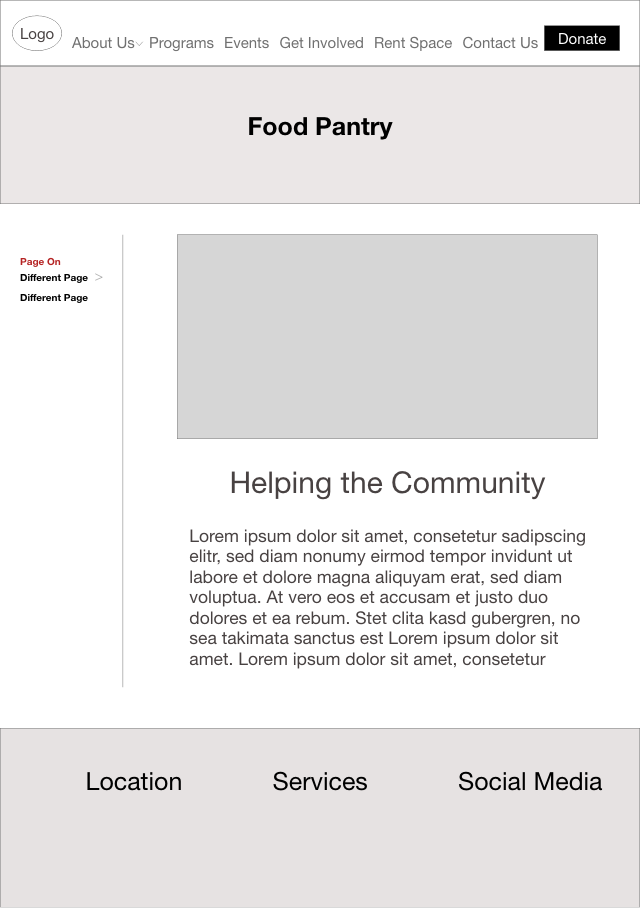 Logo
About Us Programs Events Get Involved Rent Space Contact Us Donate
Food Pantry
Page On
Different Page >
Different Page
Helping the Community
Lorem ipsum dolor sit amet, consetetur sadipscing
elitr, sed diam nonumy eirmod tempor invidunt ut
labore et dolore magna aliquyam erat, sed diam
voluptua. At vero eos et accusam et justo duo
dolores et ea rebum. Stet clita kasd gubergren, no
sea takimata sanctus est Lorem ipsum dolor sit
amet. Lorem ipsum dolor sit amet, consetetur
Location Services Social Media